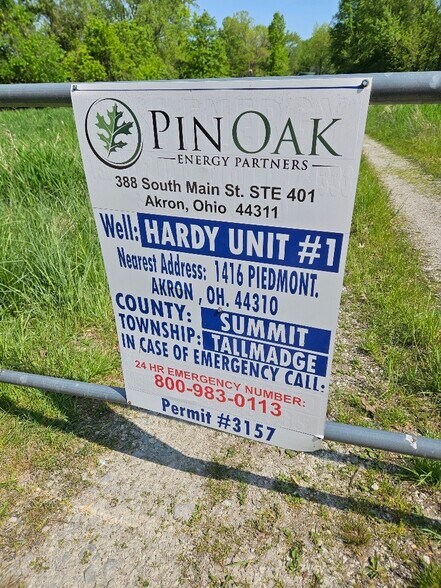 PIN OAK
ENERGY PARTNERS
388 South Main St. STE 401
Akron, Ohio 44311
Well: HARDY UNIT #1
Nearest Address: 1416 PIEDMONT.
AKRON , OH. 44310
COUNTY: SUMMIT
TOWNSHIP: TALLMADGE
IN CASE OF EMERGENCY CALL:
24 HR EMERGENCY NUMBER:
800-983-0113
Permit #:3157